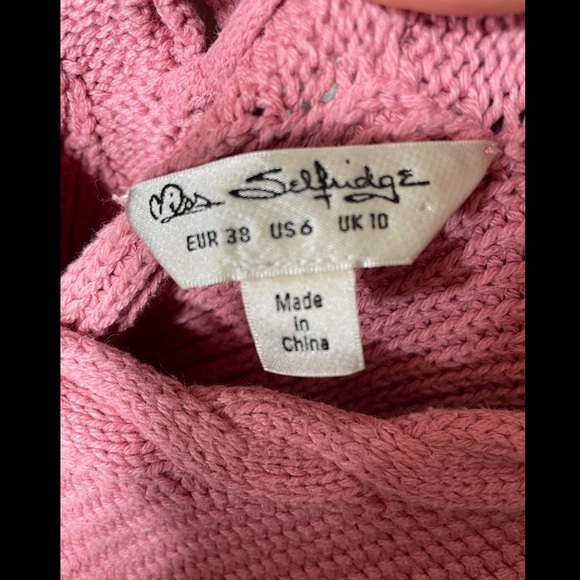 Miss Selfridge
EUR 38 US 6 UK 10
Made
in
China